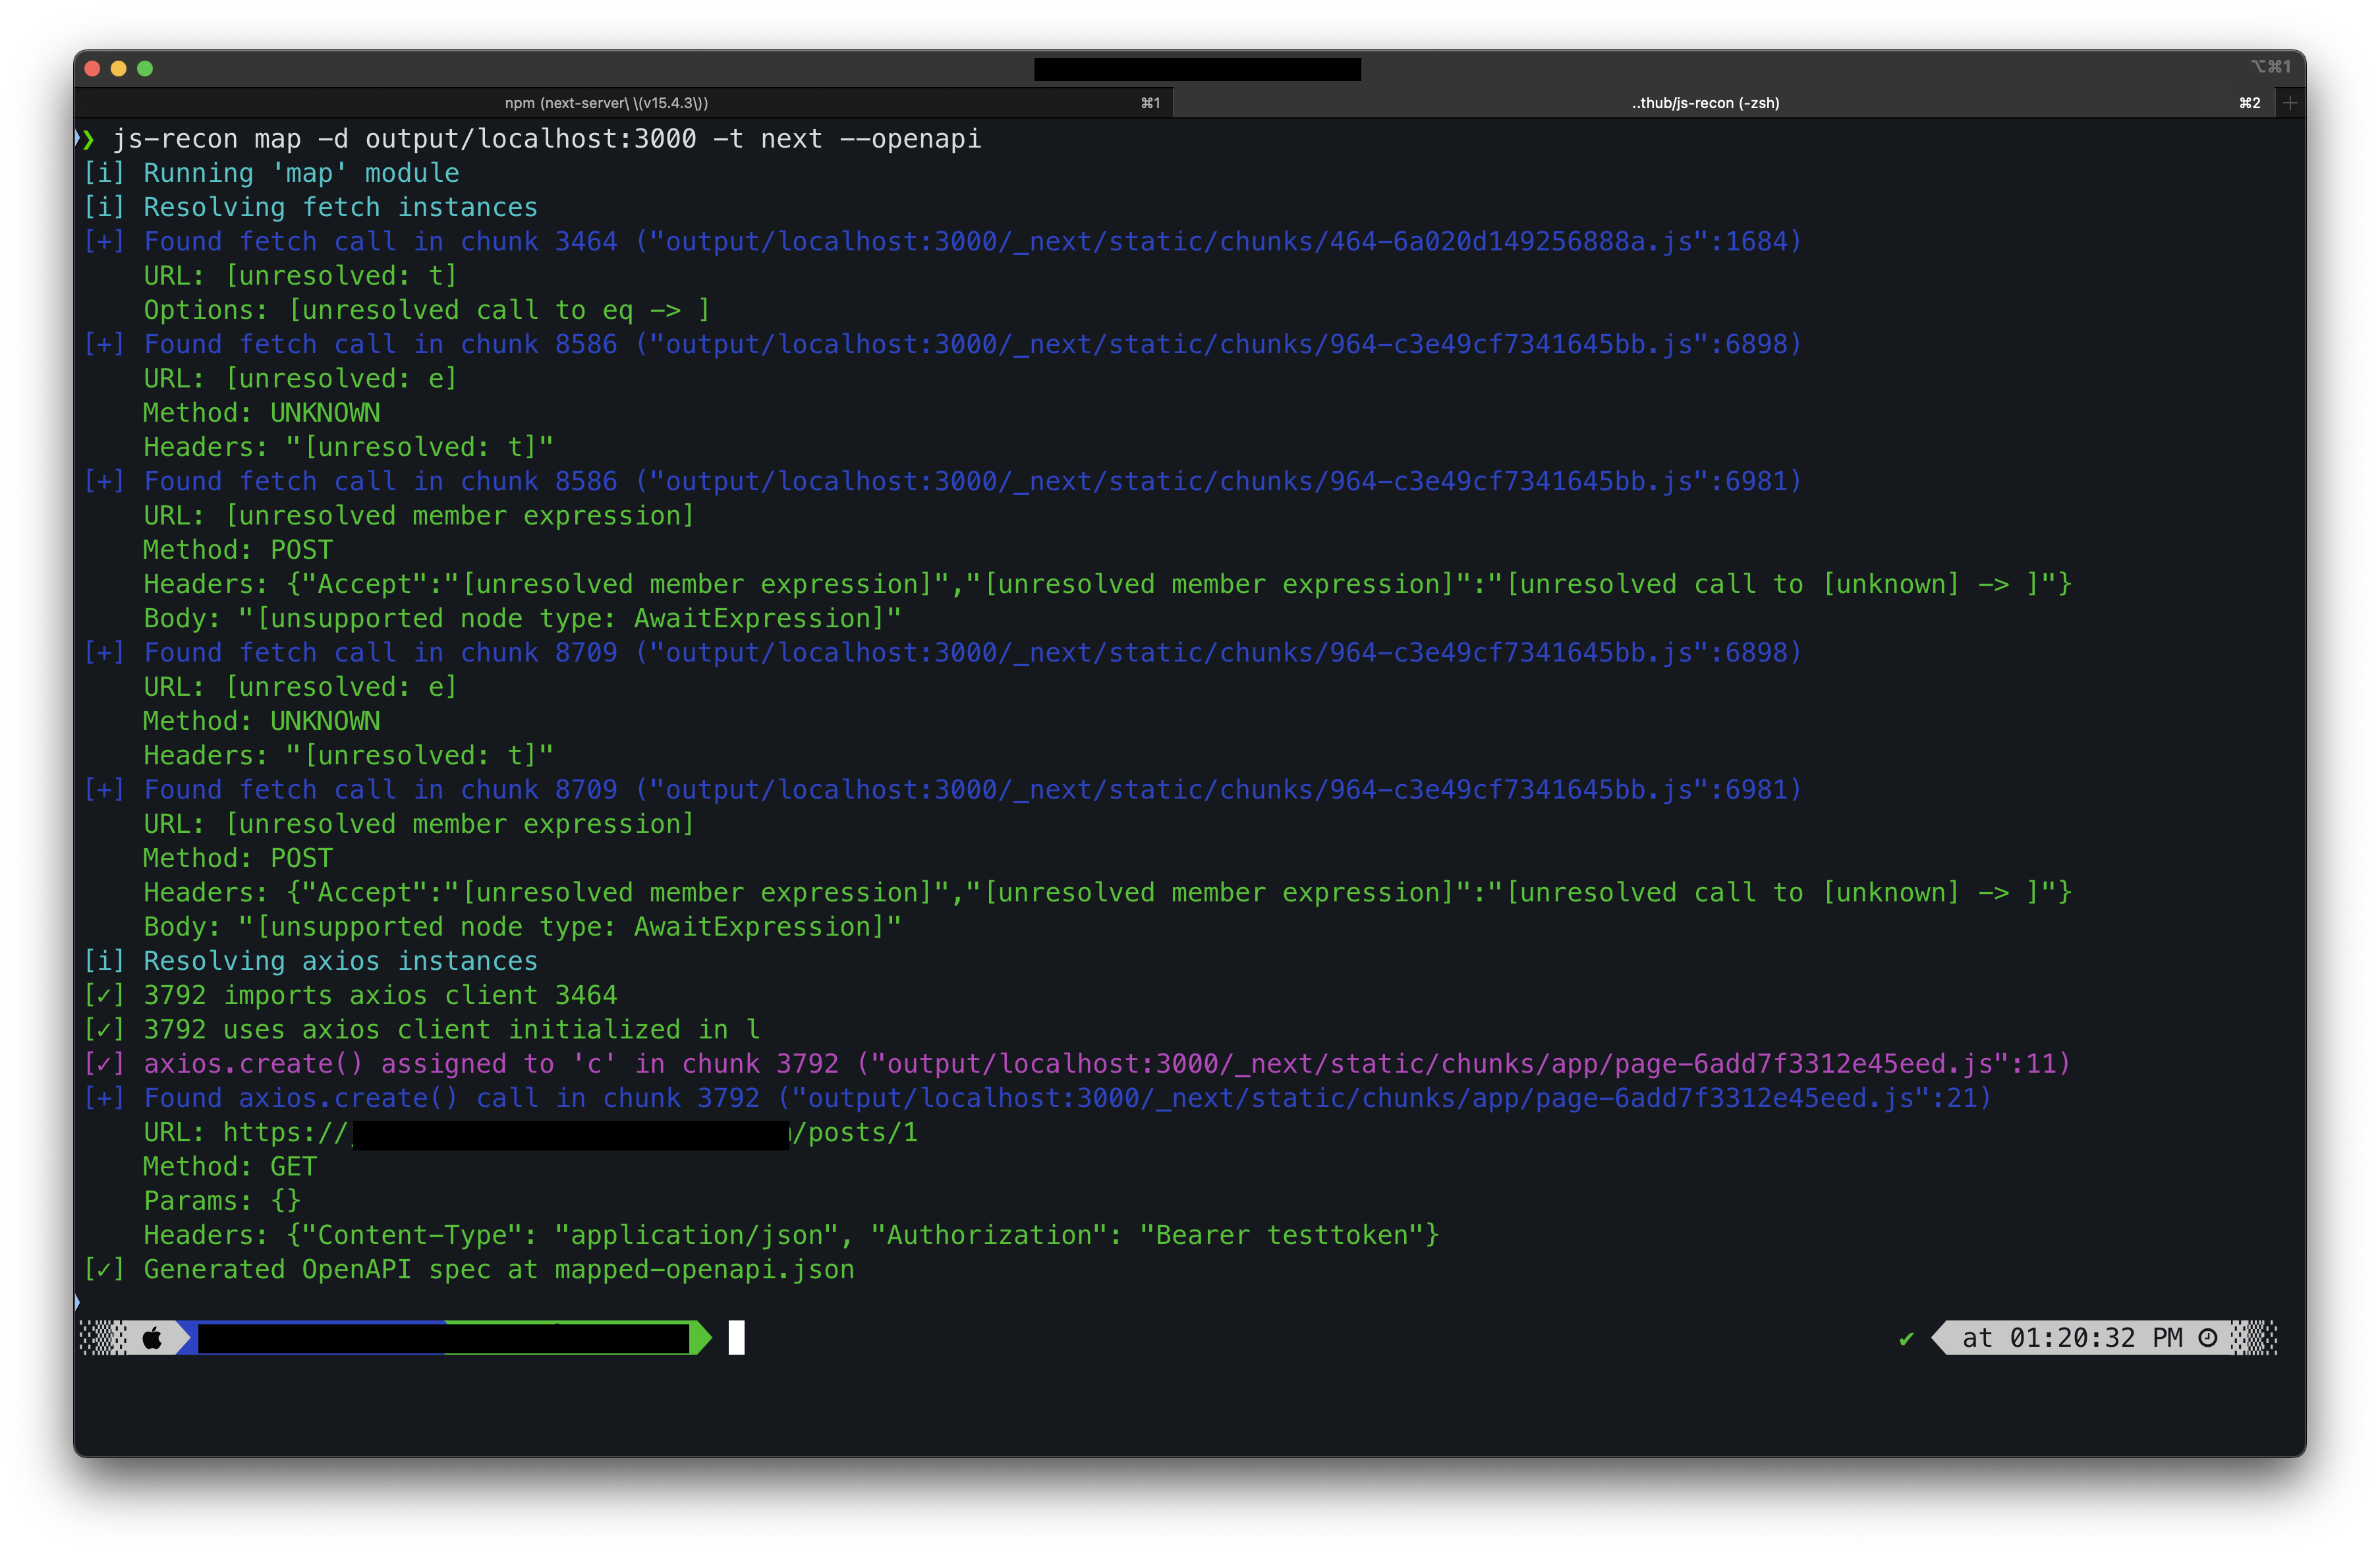 ⌥⌘1
npm (next-server\ \(v15.4.3\)) ⌘1 ..thub/js-recon (-zsh) ⌘2 +
❯ js-recon map -d output/localhost:3000 -t next --openapi
[i] Running 'map' module
[i] Resolving fetch instances
[+] Found fetch call in chunk 3464 ("output/localhost:3000/_next/static/chunks/464-6a020d149256888a.js":1684)
URL: [unresolved: t]
Options: [unresolved call to eq -> ]
[+] Found fetch call in chunk 8586 ("output/localhost:3000/_next/static/chunks/964-c3e49cf7341645bb.js":6898)
URL: [unresolved: e]
Method: UNKNOWN
Headers: "[unresolved: t]"
[+] Found fetch call in chunk 8586 ("output/localhost:3000/_next/static/chunks/964-c3e49cf7341645bb.js":6981)
URL: [unresolved member expression]
Method: POST
Headers: {"Accept":"[unresolved member expression]","[unresolved member expression]":"[unresolved call to [unknown] -> ]"}
Body: "[unsupported node type: AwaitExpression]"
[+] Found fetch call in chunk 8709 ("output/localhost:3000/_next/static/chunks/964-c3e49cf7341645bb.js":6898)
URL: [unresolved: e]
Method: UNKNOWN
Headers: "[unresolved: t]"
[+] Found fetch call in chunk 8709 ("output/localhost:3000/_next/static/chunks/964-c3e49cf7341645bb.js":6981)
URL: [unresolved member expression]
Method: POST
Headers: {"Accept":"[unresolved member expression]","[unresolved member expression]":"[unresolved call to [unknown] -> ]"}
Body: "[unsupported node type: AwaitExpression]"
[i] Resolving axios instances
[✓] 3792 imports axios client 3464
[✓] 3792 uses axios client initialized in l
[✓] axios.create() assigned to 'c' in chunk 3792 ("output/localhost:3000/_next/static/chunks/app/page-6add7f3312e45eed.js":11)
[+] Found axios.create() call in chunk 3792 ("output/localhost:3000/_next/static/chunks/app/page-6add7f3312e45eed.js":21)
URL: https:// /posts/1
Method: GET
Params: {}
Headers: {"Content-Type": "application/json", "Authorization": "Bearer testtoken"}
[✓] Generated OpenAPI spec at mapped-openapi.json
✔ at 01:20:32 PM